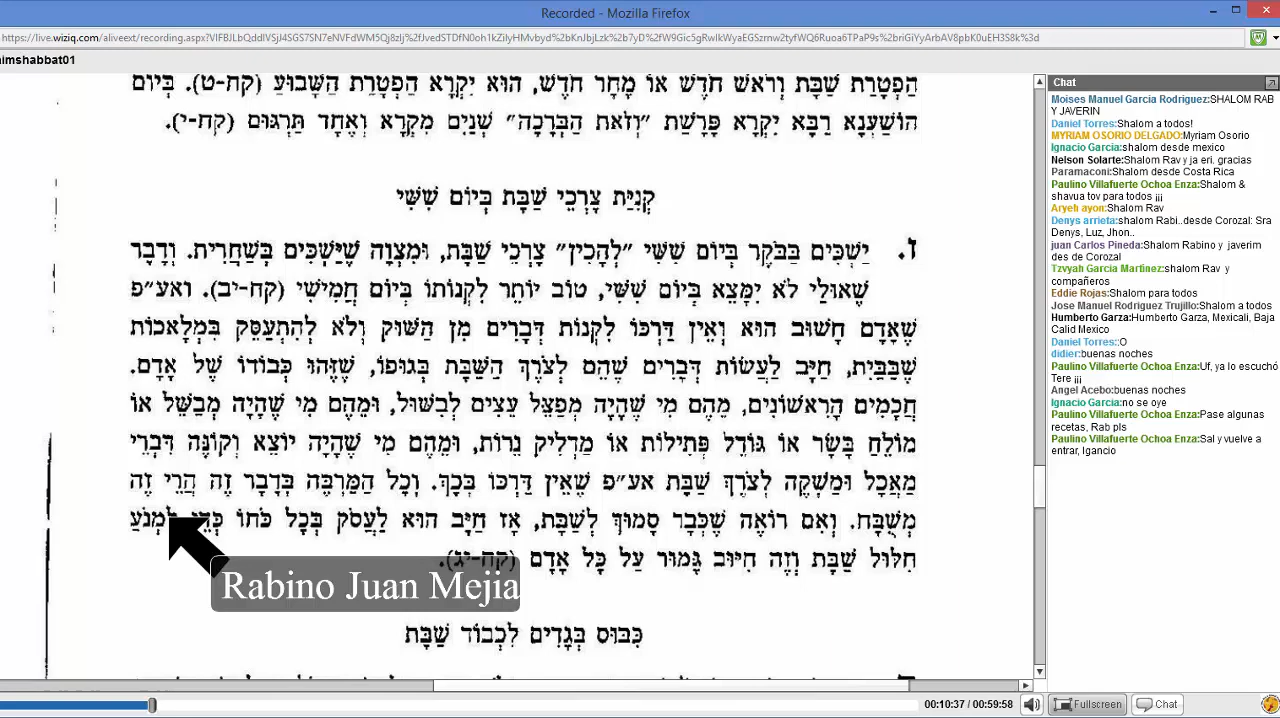 Recorded - Mozilla Firefox
aimshabbat01
הַפְטָרַת שַׁבָּת וְרֹאשׁ חֹדֶשׁ אוֹ מָחָר חֹדֶשׁ, הוּא יִקְרָא הַפְטָרַת הַשָּׁבוּעַ (קח-ט). בְּיוֹם
הוֹשַׁעְנָא רַבָּא יִקְרָא פָּרָשַׁת "וְזֹאת הַבְּרָכָה" שְׁנַיִם מִקְרָא וְאֶחָד תַּרְגּוּם (קח-י).
קְנִיַּת צָרְכֵי שַׁבָּת בְּיוֹם שִׁשִּׁי
ז. יַשְׁכִּים בַּבֹּקֶר בְּיוֹם שִׁשִּׁי "לְהָכִין" צָרְכֵי שַׁבָּת, וּמִצְוָה שֶׁיַּשְׁכִּים בְּשַׁחֲרִית. וְדָבָר
שֶׁאוּלַי לֹא יִמָּצֵא בְּיוֹם שִׁשִּׁי, טוֹב יוֹתֵר לִקְנוֹתוֹ בְּיוֹם חֲמִישִׁי (קח-יב). ואע״פ
שֶׁאָדָם חָשׁוּב הוּא וְאֵין דַּרְכּוֹ לִקְנוֹת דְּבָרִים מִן הַשּׁוּק וְלֹא לְהִתְעַסֵּק בִּמְלָאכוֹת
שֶׁבַּבַּיִת, חַיָּב לַעֲשׂוֹת דְּבָרִים שֶׁהֵם לְצֹרֶךְ הַשַּׁבָּת בְּגוּפוֹ, שֶׁזֶּהוּ כְּבוֹדוֹ שֶׁל אָדָם.
חֲכָמִים הָרִאשׁוֹנִים, מֵהֶם מִי שֶׁהָיָה מְפַצֵּל עֵצִים לְבִשּׁוּל, וּמֵהֶם מִי שֶׁהָיָה מְבַשֵּׁל אוֹ
מוֹלֵחַ בָּשָׂר אוֹ גּוֹדֵל פְּתִילוֹת אוֹ מַדְלִיק נֵרוֹת, וּמֵהֶם מִי שֶׁהָיָה יוֹצֵא וְקוֹנֶה דִּבְרֵי
מַאֲכָל וּמַשְׁקֶה לְצֹרֶךְ שַׁבָּת אע״פ שֶׁאֵין דַּרְכּוֹ בְּכָךְ. וְכָל הַמַּרְבֶּה בְּדָבָר זֶה הֲרֵי זֶה
מְשֻׁבָּח. וְאִם רוֹאֶה שֶׁכְּבָר סָמוּךְ לְשַׁבָּת, אָז חַיָּב הוּא לַעֲסֹק בְּכָל כֹּחוֹ כְּדֵי לִמְנֹעַ
חִלּוּל שַׁבָּת וְזֶה חִיּוּב גָּמוּר עַל כָּל אָדָם (קח-יג).
Rabino Juan Mejia
כִּבּוּס בְּגָדִים לִכְבוֹד שַׁבָּת
Chat
Moises Manuel Garcia Rodriguez:SHALOM RAV
Y JAVERIN
Daniel Torres:Shalom a todos!
MYRIAM OSORIO DELGADO:Myriam Osorio
Ignacio Garcia:shalom desde mexico
Nelson Solarte:Shalom Rav y ja eri. gracias
Paramaconi:Shalom desde Costa Rica
Paulino Villafuerte Ochoa Enza:Shalom &
shavua tov para todos ¡¡¡
Aryeh ayon:Shalom Rav
Denys arrieta:shalom Rabi..desde Corozal: Sra
Denys, Luz, Jhon..
juan Carlos Pineda:Shalom Rabino y javerim
des de Corozal
Tzvyah Garcia Martinez:shalom Rav y
compañeros
Eddie Rojas:Shalom para todos
Jose Manuel Rodriguez Trujillo:Shalom a todos
Humberto Garza:Humberto Garza, Mexicali, Baja
Calid Mexico
Daniel Torres::O
didier:buenas noches
Paulino Villafuerte Ochoa Enza:Uf, ya lo escuchó
Tere ¡¡¡
Angel Acebo:buenas noches
Ignacio Garcia:no se oye
Paulino Villafuerte Ochoa Enza:Pase algunas
recetas, Rab pls
Paulino Villafuerte Ochoa Enza:Sal y vuelve a
entrar, Igancio
00:10:37 / 00:59:58
Fullscreen
Chat